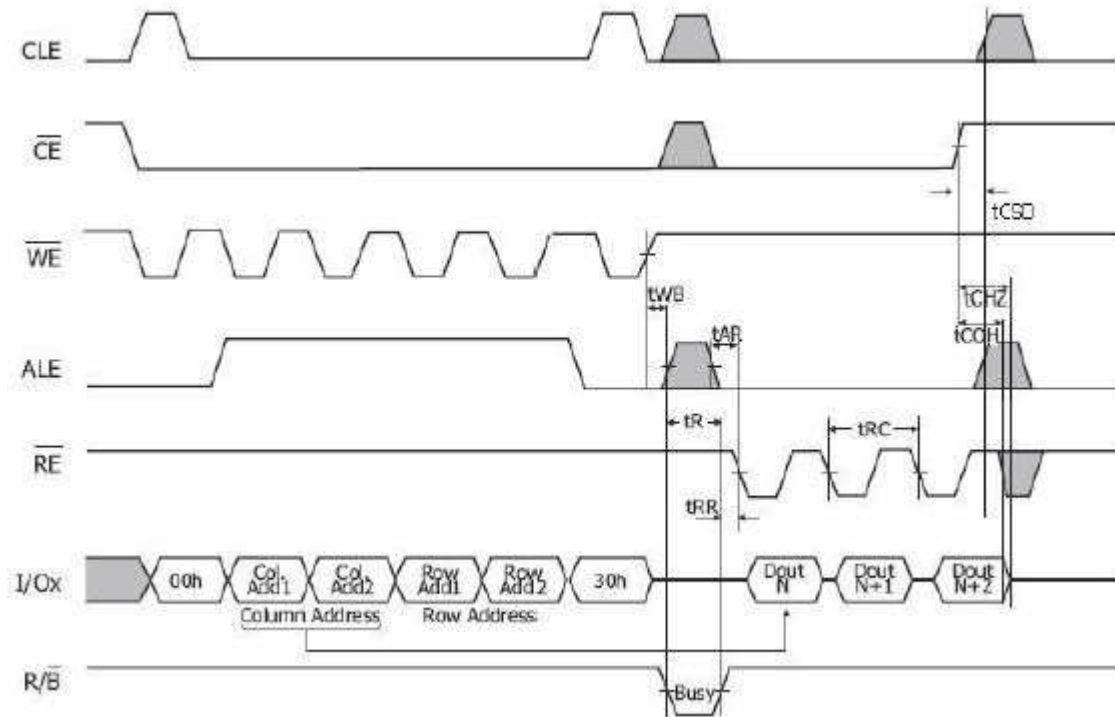 CLE
CE
tCSD
WE
tWB
tCHZ
tCOH
tAR
ALE
tR
tRC
RE
tRR
I/Ox
00h
Col. Add1
Col. Add2
Row Add1
Row Add2
30h
Dout N
Dout N+1
Dout N+2
Column Address
Row Address
R/B
Busy